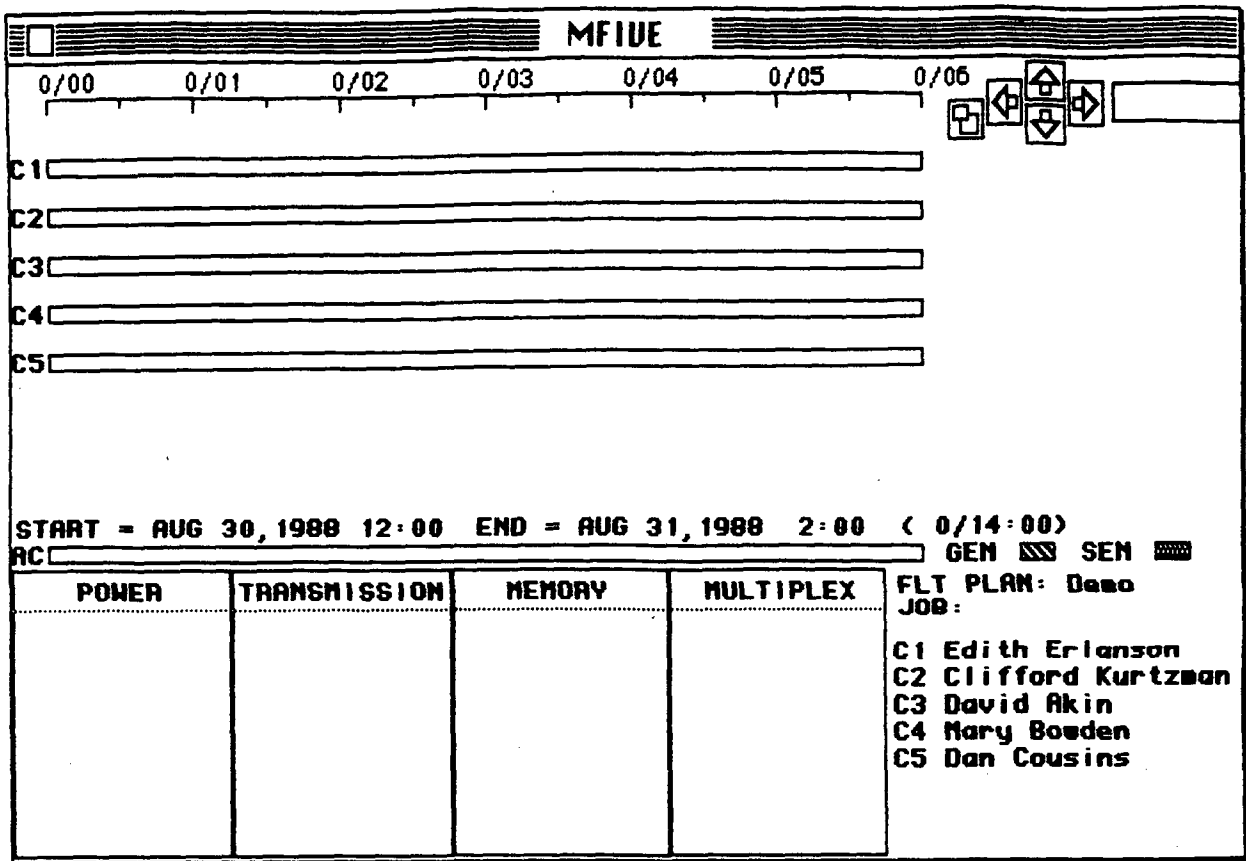 MFIVE
0/00 0/01 0/02 0/03 0/04 0/05 0/06
C1
C2
C3
C4
C5
START = AUG 30,1988 12:00 END = AUG 31,1988 2:00 ( 0/14:00)
AC GEN SEN
POWER TRANSMISSION MEMORY MULTIPLEX
FLT PLAN: Demo
JOB:
C1 Edith Erlanson
C2 Clifford Kurtzman
C3 David Akin
C4 Mary Bowden
C5 Dan Cousins